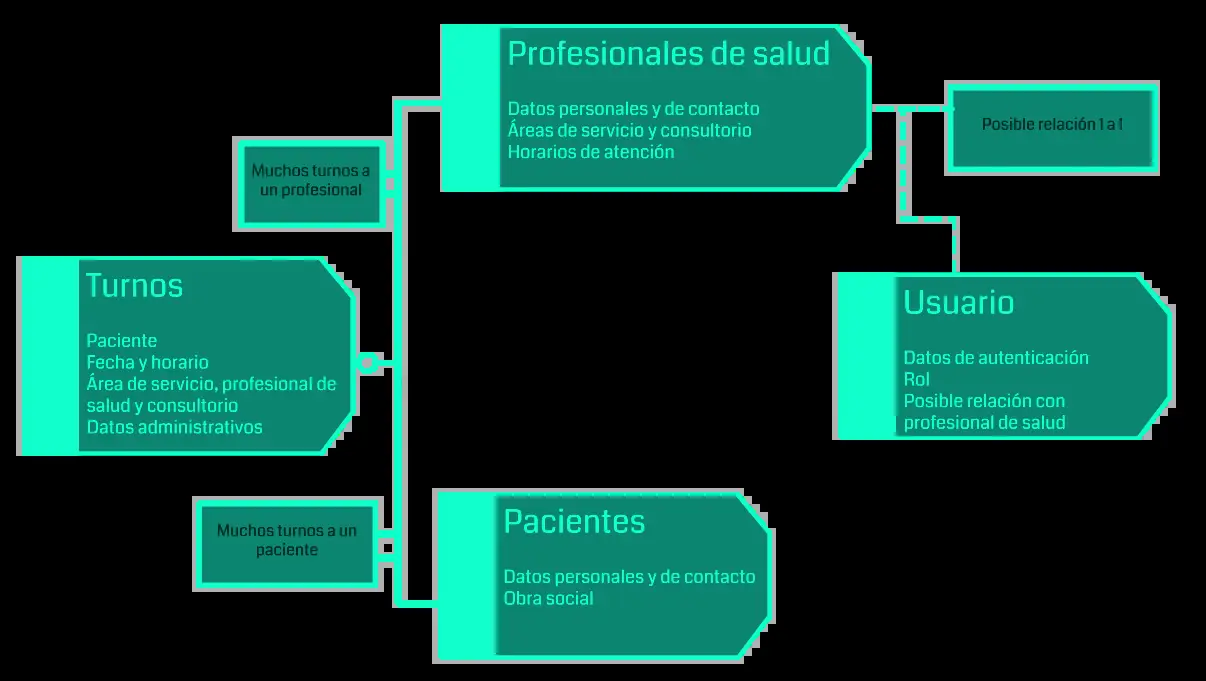 Profesionales de salud
Datos personales y de contacto
Áreas de servicio y consultorio
Horarios de atención
Posible relación 1 a 1
Muchos turnos a
un profesional
Turnos
Paciente
Fecha y horario
Área de servicio, profesional de
salud y consultorio
Datos administrativos
Usuario
Datos de autenticación
Rol
Posible relación con
profesional de salud
Muchos turnos a un
paciente
Pacientes
Datos personales y de contacto
Obra social